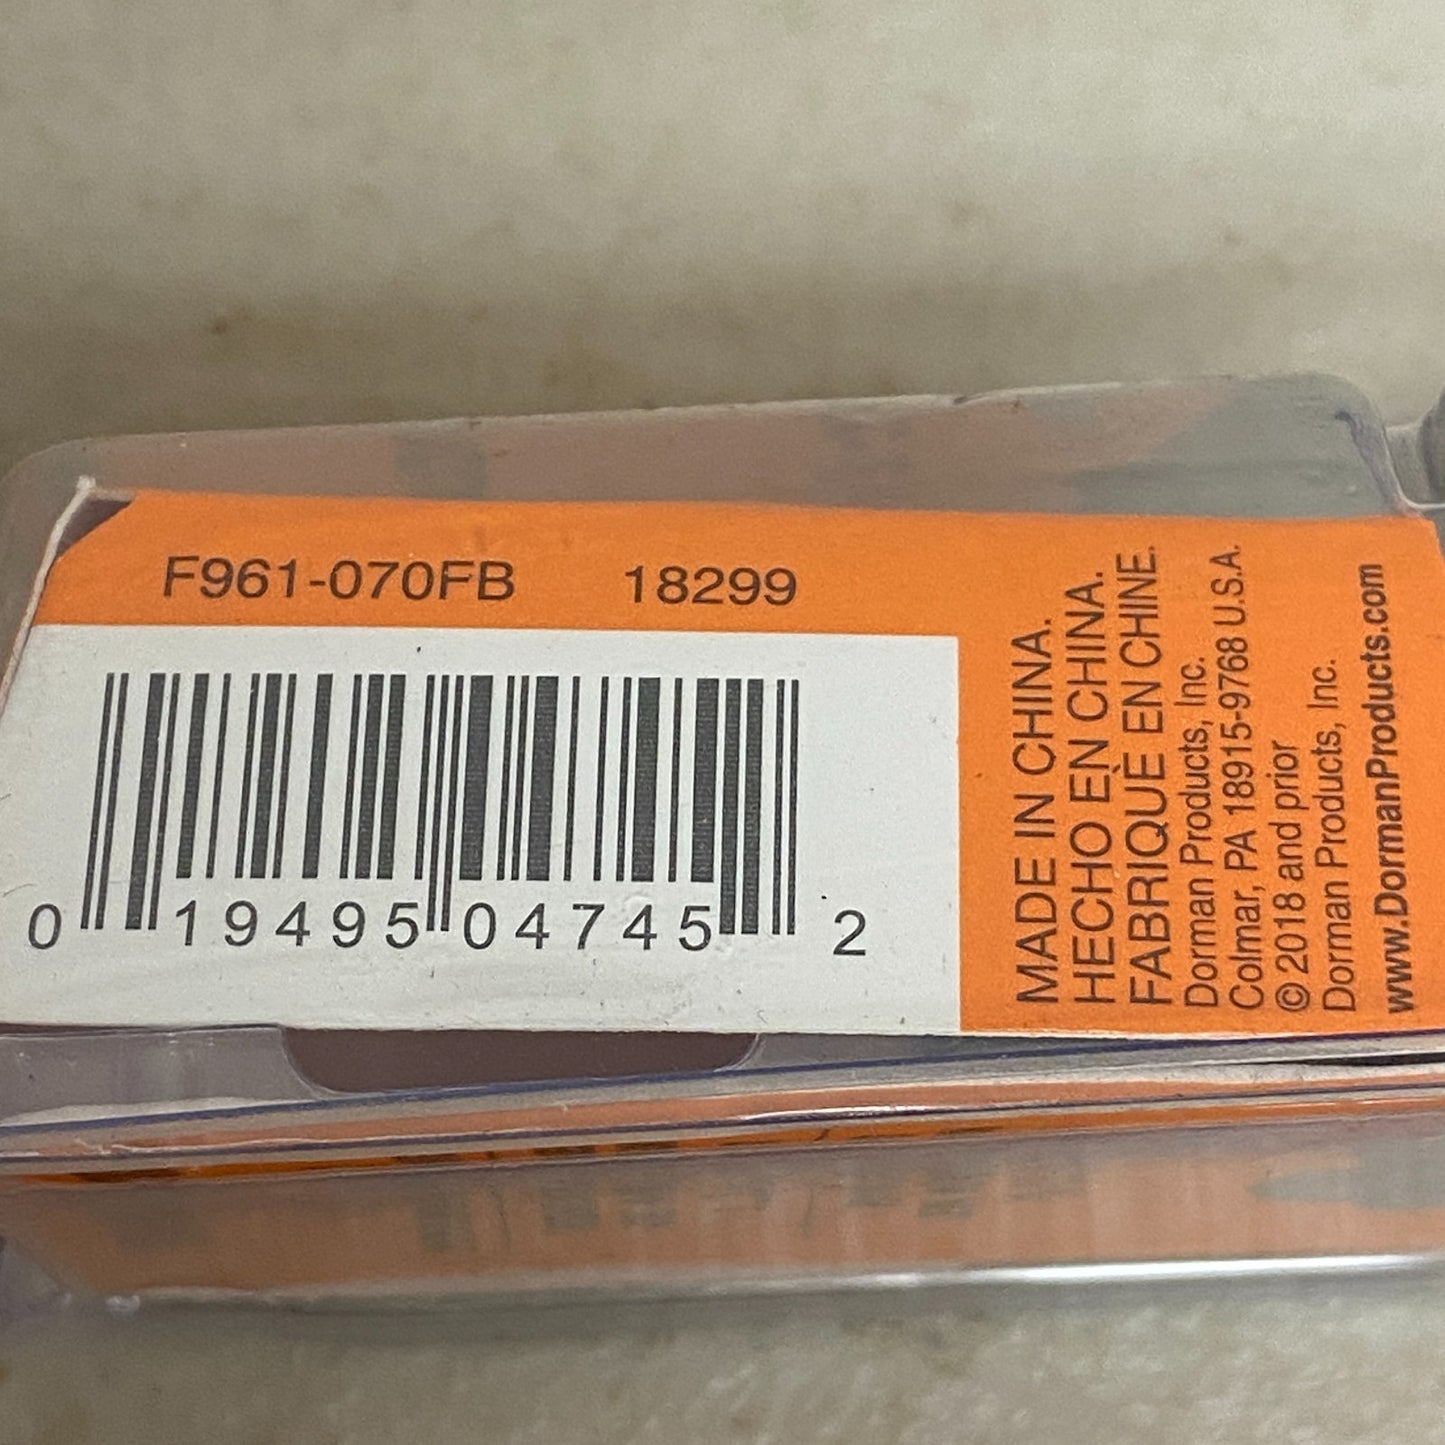 F961-070FB 18299
0 19495 04745 2
MADE IN CHINA.
HECHO EN CHINA.
FABRIQUÈ EN CHINE.
Dorman Products, Inc.
Colmar, PA 18915-9768 U.S.A.
© 2018 and prior
Dorman Products, Inc.
www.DormanProducts.com